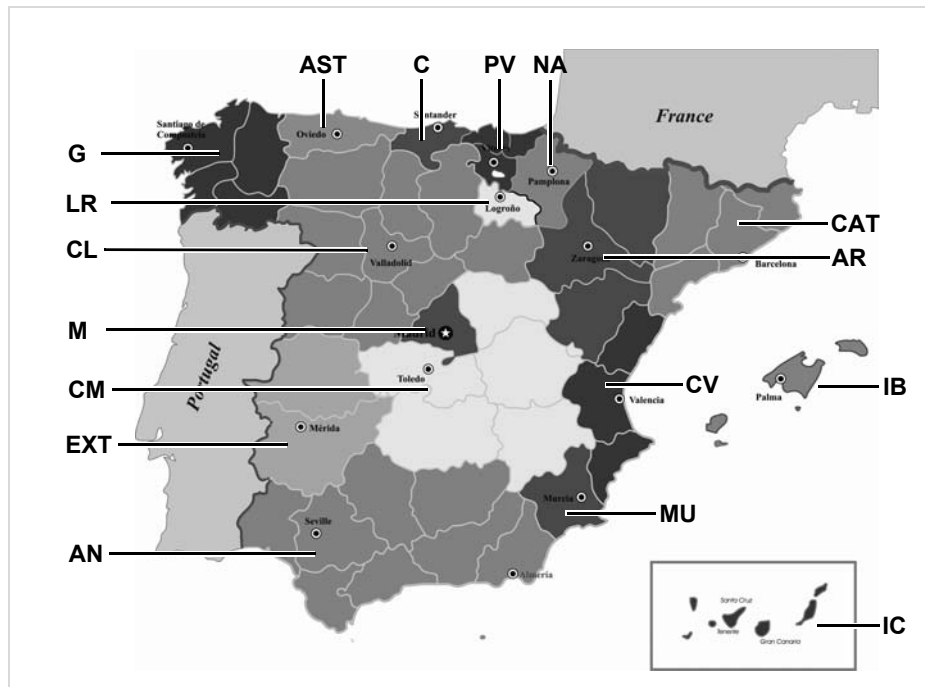 AST
C
PV
NA
Santander
Santiago de
Compostela
Oviedo
France
G
Pamplona
LR
Logroño
CAT
CL
Valladolid
AR
Barcelona
M
Madrid
Portugal
Toledo
CM
CV
Palma
IB
Valencia
EXT
Mérida
Murcia
MU
Seville
AN
Almería
Santa Cruz
Tenerife
Gran Canaria
IC